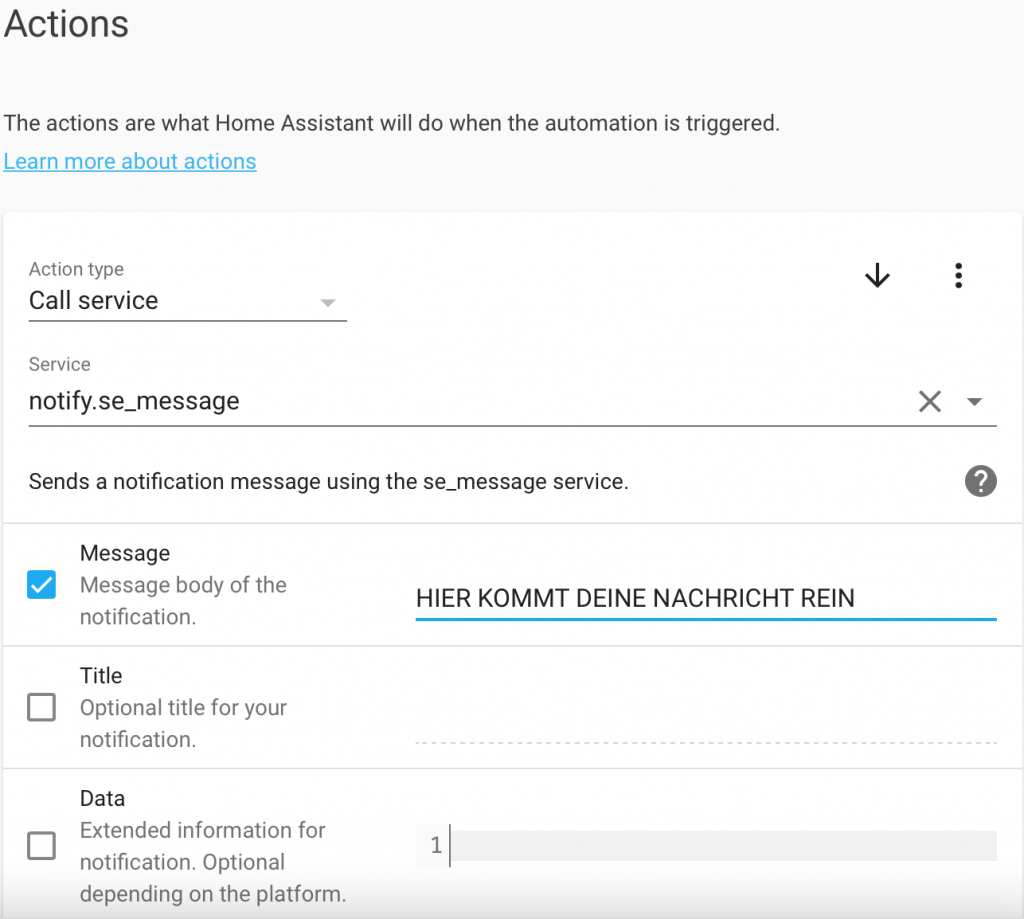 Actions
The actions are what Home Assistant will do when the automation is triggered.
Learn more about actions
Action type
Call service
Service
notify.se_message
Sends a notification message using the se_message service.
Message
Message body of the
notification.
HIER KOMMT DEINE NACHRICHT REIN
Title
Optional title for your
notification.
Data
Extended information for
notification. Optional
depending on the platform.
1